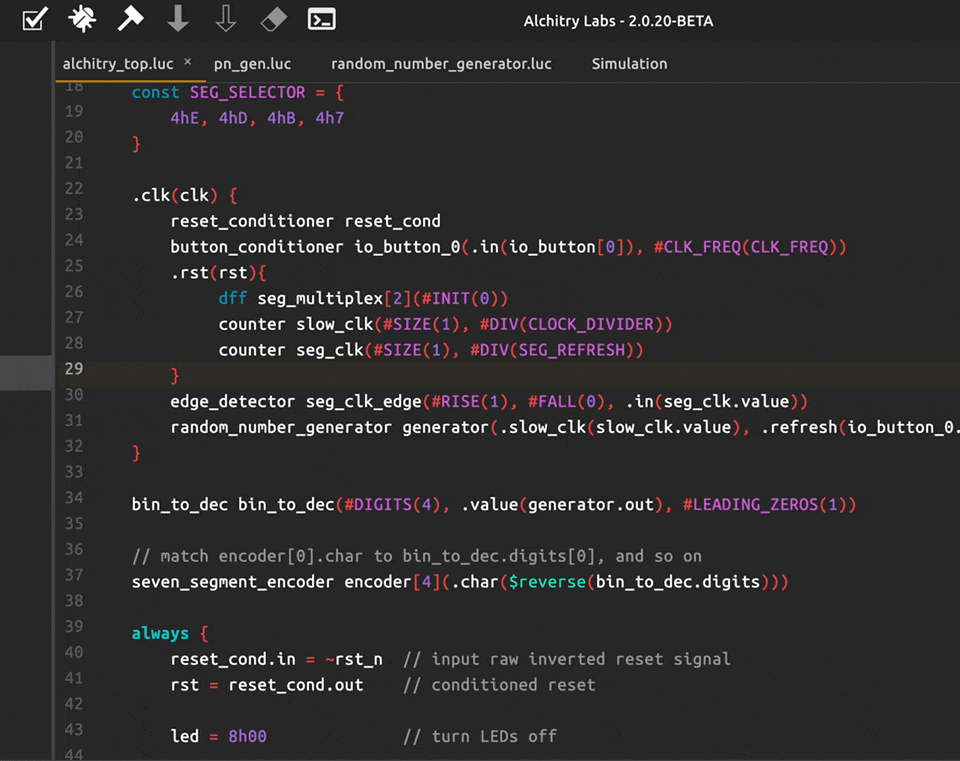 Alchitry Labs - 2.0.20-BETA
alchitry_top.luc × pn_gen.luc random_number_generator.luc Simulation
18 const SEG_SELECTOR = {
19 4hE, 4hD, 4hB, 4h7
20 }
21
22 .clk(clk) {
23 reset_conditioner reset_cond
24 button_conditioner io_button_0(.in(io_button[0]), #CLK_FREQ(CLK_FREQ))
25 .rst(rst){
26 dff seg_multiplex[2](#INIT(0))
27 counter slow_clk(#SIZE(1), #DIV(CLOCK_DIVIDER))
28 counter seg_clk(#SIZE(1), #DIV(SEG_REFRESH))
29 }
30 edge_detector seg_clk_edge(#RISE(1), #FALL(0), .in(seg_clk.value))
31 random_number_generator generator(.slow_clk(slow_clk.value), .refresh(io_button_0.
32 }
33
34 bin_to_dec bin_to_dec(#DIGITS(4), .value(generator.out), #LEADING_ZEROS(1))
35
36 // match encoder[0].char to bin_to_dec.digits[0], and so on
37 seven_segment_encoder encoder[4](.char($reverse(bin_to_dec.digits)))
38
39 always {
40 reset_cond.in = ~rst_n // input raw inverted reset signal
41 rst = reset_cond.out // conditioned reset
42
43 led = 8h00 // turn LEDs off
44